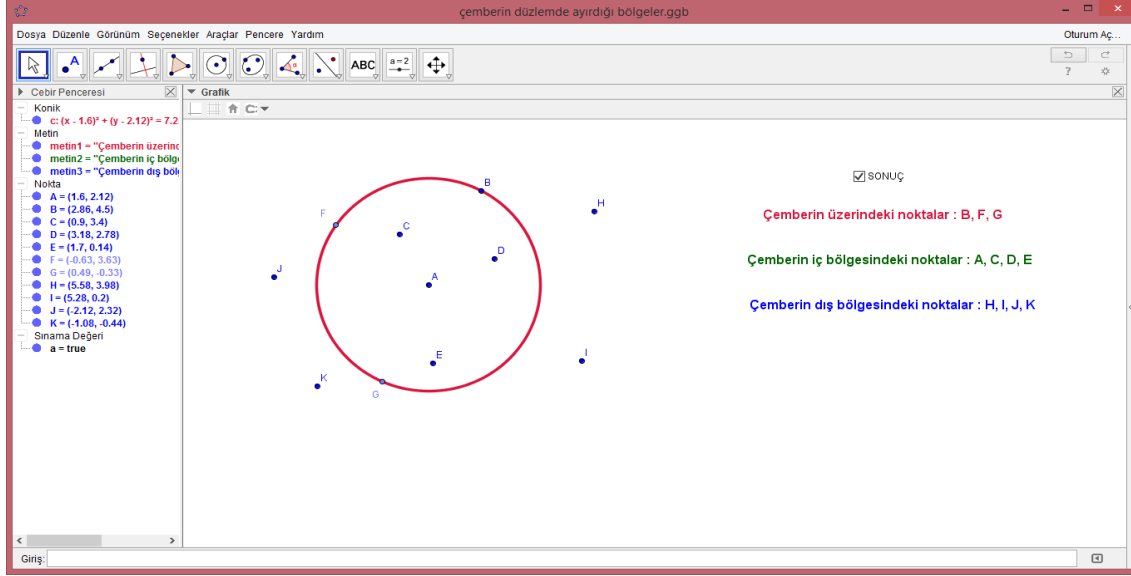 çemberin düzlemde ayırdığı bölgeler.ggb
Dosya Düzenle Görünüm Seçenekler Araçlar Pencere Yardım
Oturum Aç...
A
ABC
a=2
?
Cebir Penceresi
Grafik
Konik
c: (x - 1.6)² + (y - 2.12)² = 7.2
Metin
metin1 = "Çemberin üzerind
metin2 = "Çemberin iç bölg
metin3 = "Çemberin dış böl
Nokta
A = (1.6, 2.12)
B = (2.86, 4.5)
C = (0.9, 3.4)
D = (3.18, 2.78)
E = (1.7, 0.14)
F = (-0.63, 3.63)
G = (0.49, -0.33)
H = (5.58, 3.98)
I = (5.28, 0.2)
J = (-2.12, 2.32)
K = (-1.08, -0.44)
Sınama Değeri
a = true
B
F
H
C
D
J
A
E
I
K
G
SONUÇ
Çemberin üzerindeki noktalar : B, F, G
Çemberin iç bölgesindeki noktalar : A, C, D, E
Çemberin dış bölgesindeki noktalar : H, I, J, K
Giriş: